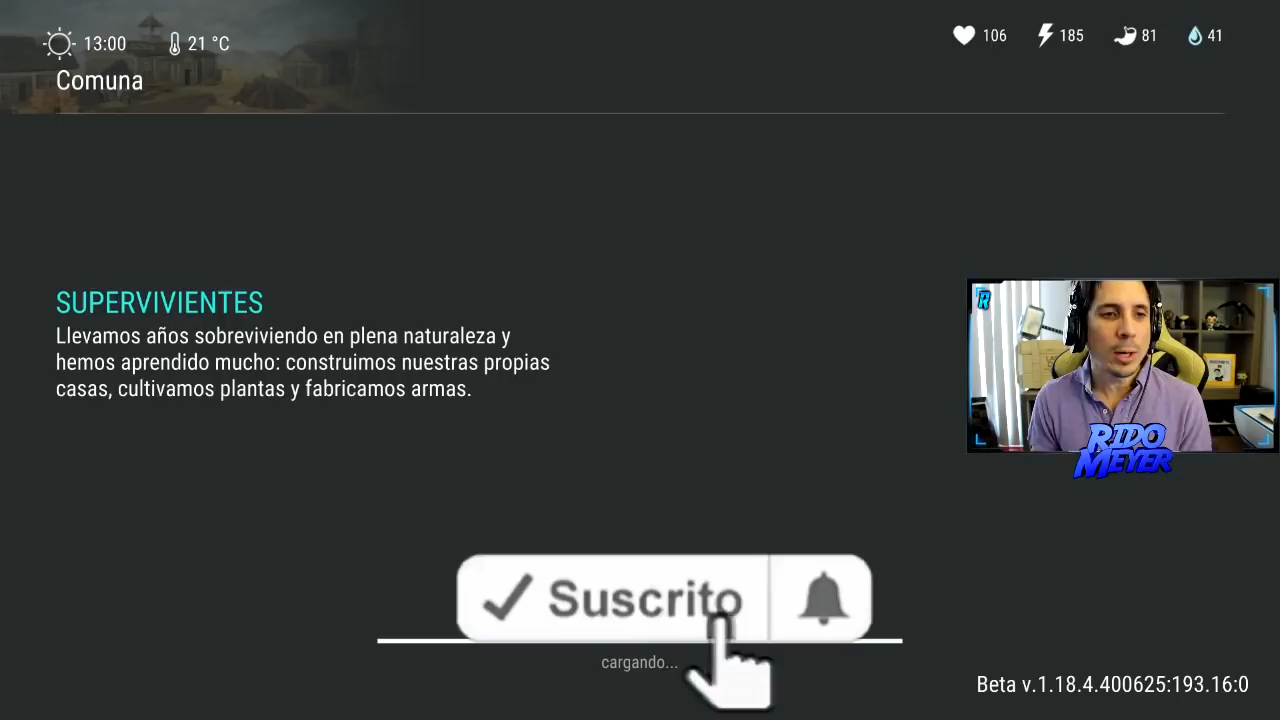 13:00
21 °C
106
185
81
41
Comuna
SUPERVIVIENTES
Llevamos años sobreviviendo en plena naturaleza y
hemos aprendido mucho: construimos nuestras propias
casas, cultivamos plantas y fabricamos armas.
R
RIDO
MEYER
Suscrito
cargando...
Beta v.1.18.4.400625:193.16:0